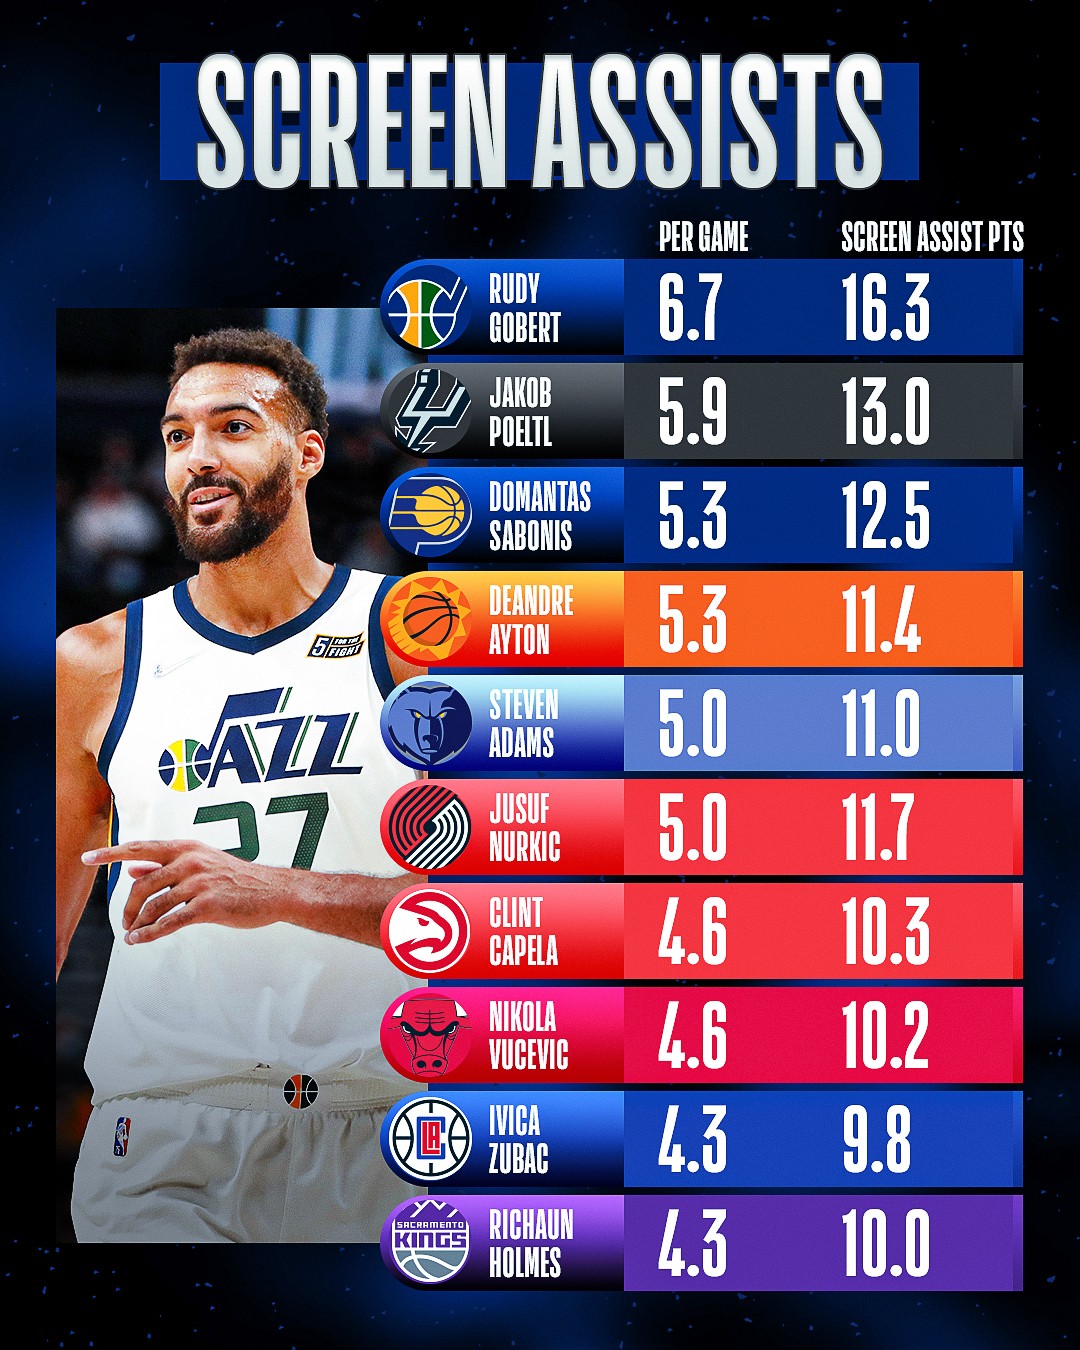 SCREEN ASSISTS
PER GAME SCREEN ASSIST PTS
RUDY
GOBERT
6.7 16.3
JAKOB
POELTL
5.9 13.0
DOMANTAS
SABONIS
5.3 12.5
DEANDRE
AYTON
5.3 11.4
STEVEN
ADAMS
5.0 11.0
JUSUF
NURKIC
5.0 11.7
CLINT
CAPELA
4.6 10.3
NIKOLA
VUCEVIC
4.6 10.2
LA
IVICA
ZUBAC
4.3 9.8
SACRAMENTO
KINGS
RICHAUN
HOLMES
4.3 10.0
5 FOR THE
FIGHT
JAZZ
27